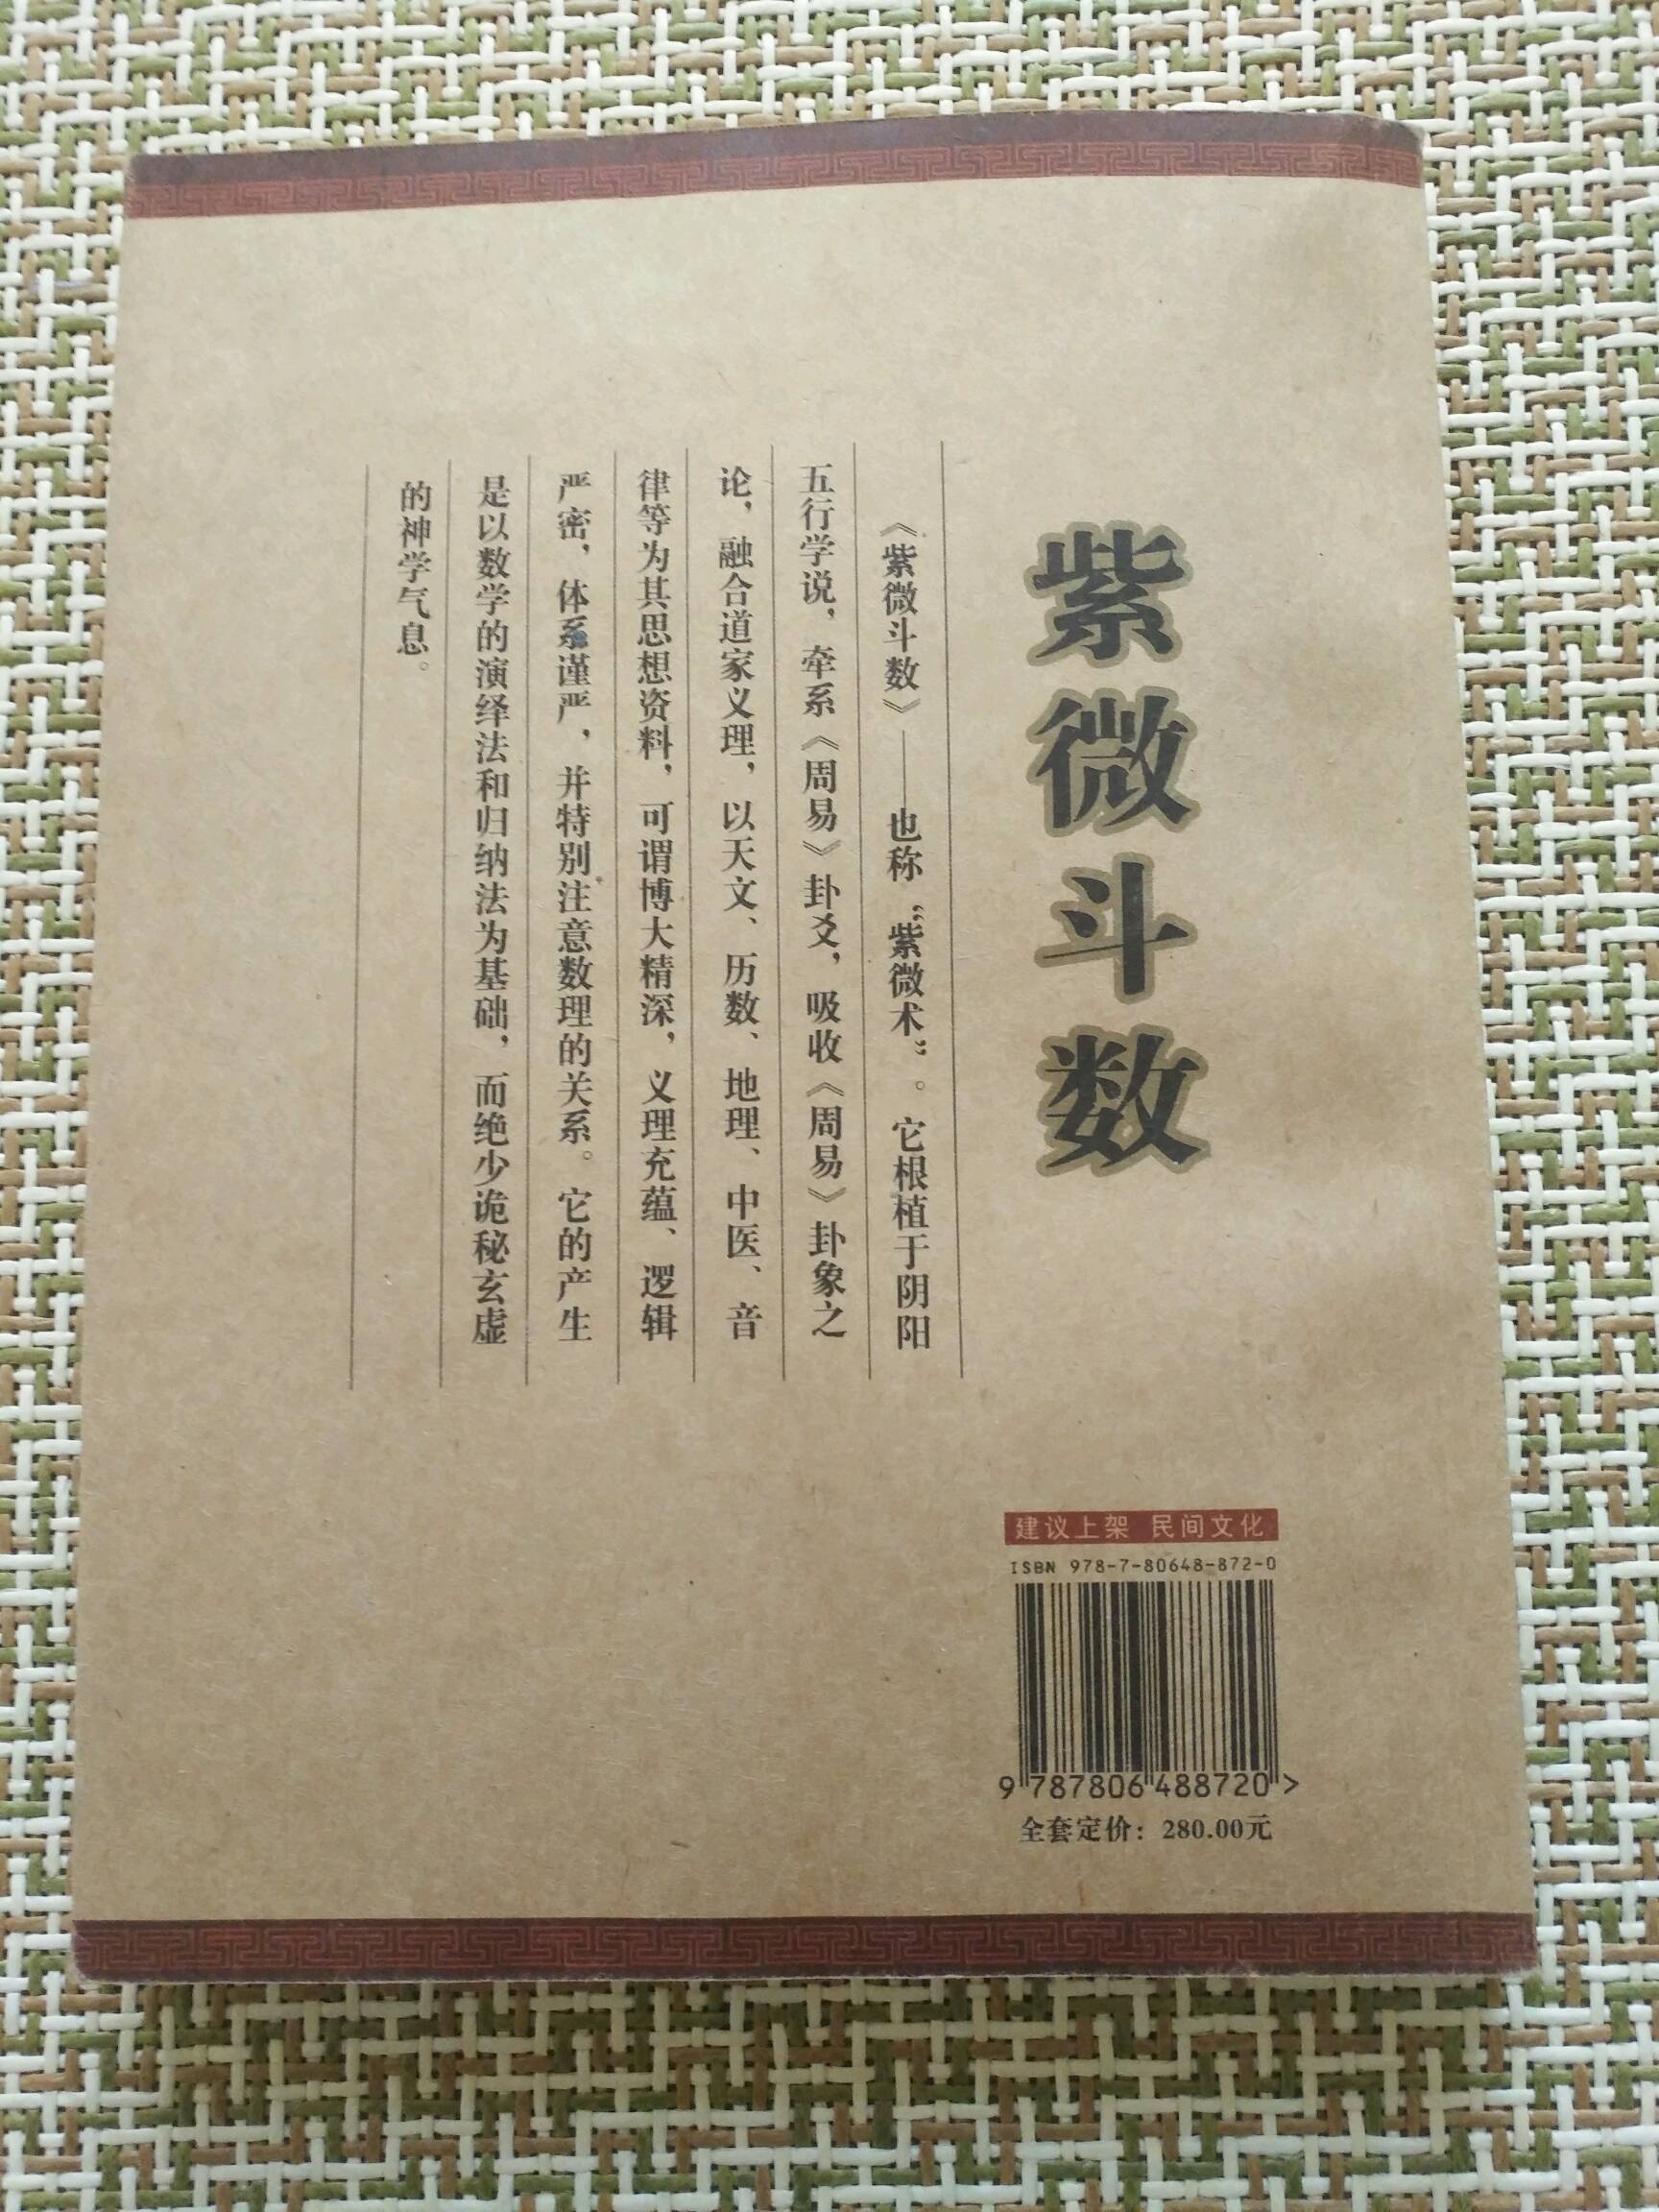 紫微斗数
《紫微斗数》——也称“紫微术”。它根植于阴阳
五行学说，牵系《周易》卦爻，吸收《周易》卦象之
论，融合道家义理，以天文、历数、地理、中医、音
律等为其思想资料，可谓博大精深，义理充蕴、逻辑
严密，体系谨严，并特别注意数理的关系。它的产生
是以数学的演绎法和归纳法为基础，而绝少诡秘玄虚
的神学气息。
建议上架 民间文化
ISBN 978-7-80648-872-0
9 787806 488720 >
全套定价：280.00元